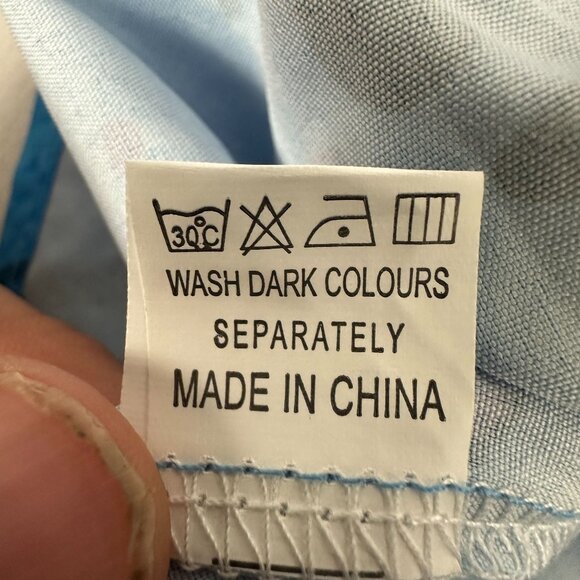 30°C
WASH DARK COLOURS
SEPARATELY
MADE IN CHINA